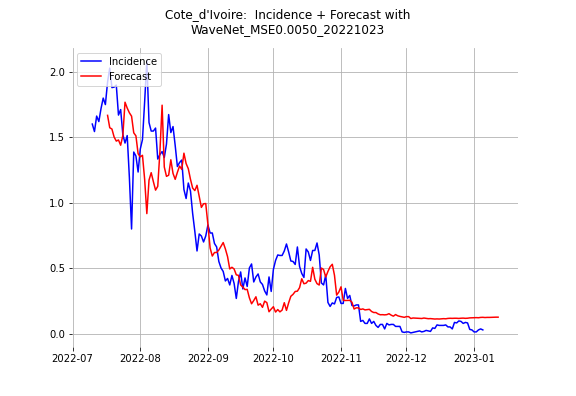 Cote_d'Ivoire:  Incidence + Forecast with
WaveNet_MSE0.0050_20221023
Incidence
Forecast
2.0
1.5
1.0
0.5
0.0
2022-07 2022-08 2022-09 2022-10 2022-11 2022-12 2023-01